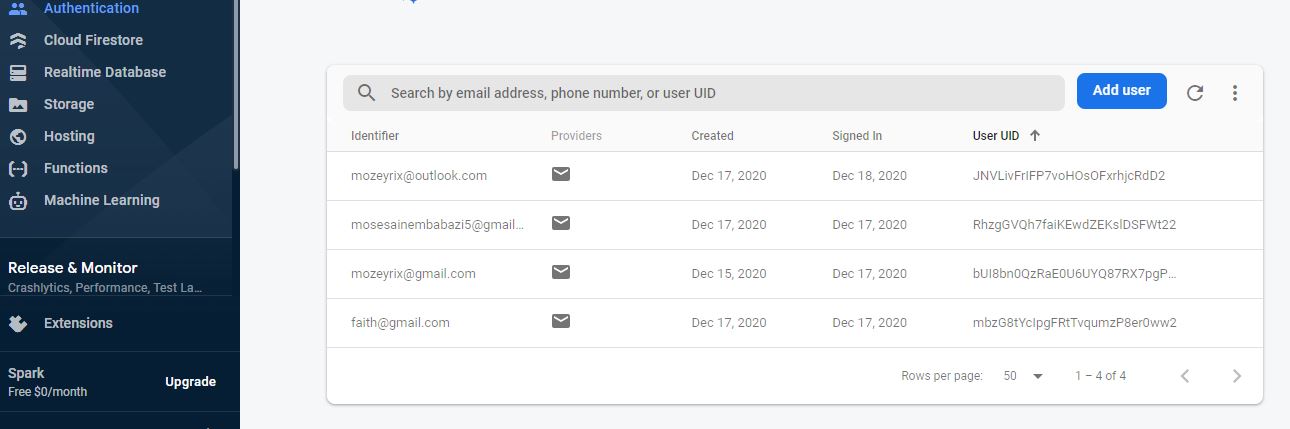 Authentication
Cloud Firestore
Realtime Database
Storage
Hosting
Functions
Machine Learning
Release & Monitor
Crashlytics, Performance, Test La...
Extensions
Spark
Free $0/month
Upgrade
Search by email address, phone number, or user UID
Add user
Identifier Providers Created Signed In User UID
mozeyrix@outlook.com Dec 17, 2020 Dec 18, 2020 JNVLivFrIFP7voHOsOFxrhjcRdD2
mosesainembabazi5@gmail... Dec 17, 2020 Dec 17, 2020 RhzgGVQh7faiKEwdZEKslDSFWt22
mozeyrix@gmail.com Dec 15, 2020 Dec 17, 2020 bUI8bn0QzRaE0U6UYQ87RX7pgP...
faith@gmail.com Dec 17, 2020 Dec 17, 2020 mbzG8tYcIpgFRtTvqumzP8er0ww2
Rows per page: 50 1 – 4 of 4